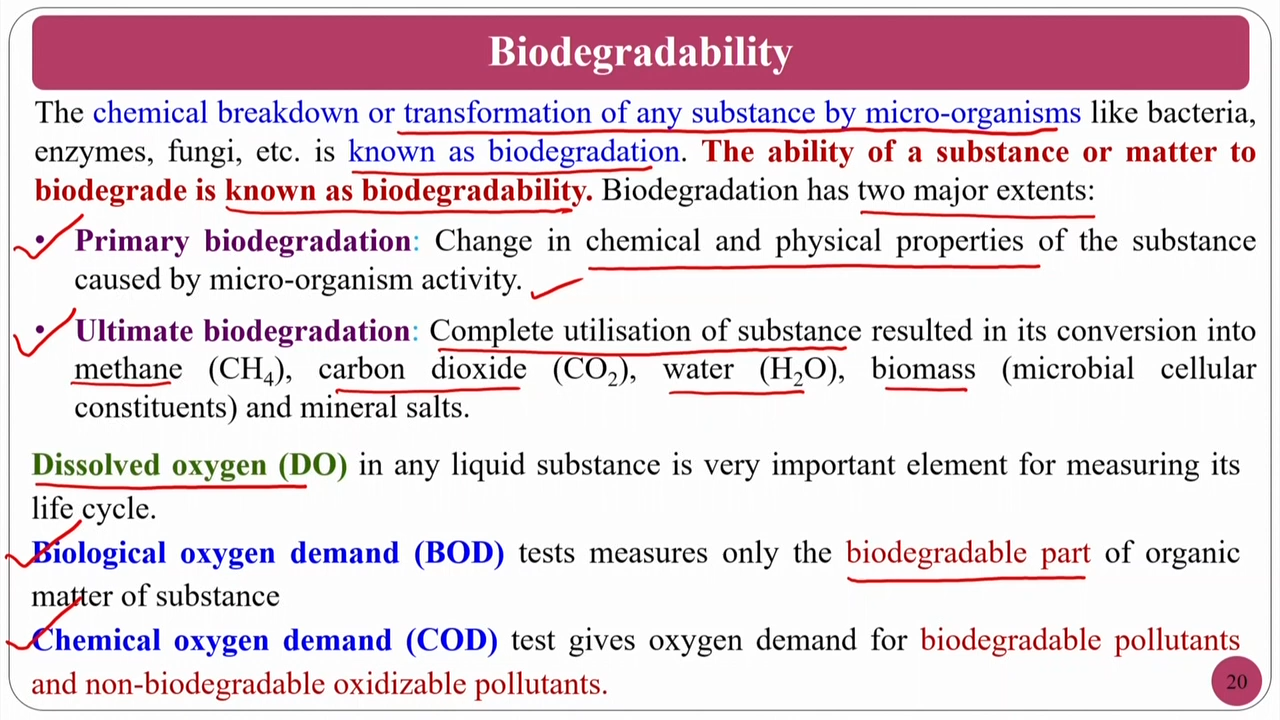 Biodegradability
The chemical breakdown or transformation of any substance by micro-organisms like bacteria,
enzymes, fungi, etc. is known as biodegradation. The ability of a substance or matter to
biodegrade is known as biodegradability. Biodegradation has two major extents:
• Primary biodegradation: Change in chemical and physical properties of the substance
caused by micro-organism activity.
• Ultimate biodegradation: Complete utilisation of substance resulted in its conversion into
methane (CH₄), carbon dioxide (CO₂), water (H₂O), biomass (microbial cellular
constituents) and mineral salts.
Dissolved oxygen (DO) in any liquid substance is very important element for measuring its
life cycle.
Biological oxygen demand (BOD) tests measures only the biodegradable part of organic
matter of substance
Chemical oxygen demand (COD) test gives oxygen demand for biodegradable pollutants
and non-biodegradable oxidizable pollutants.
20